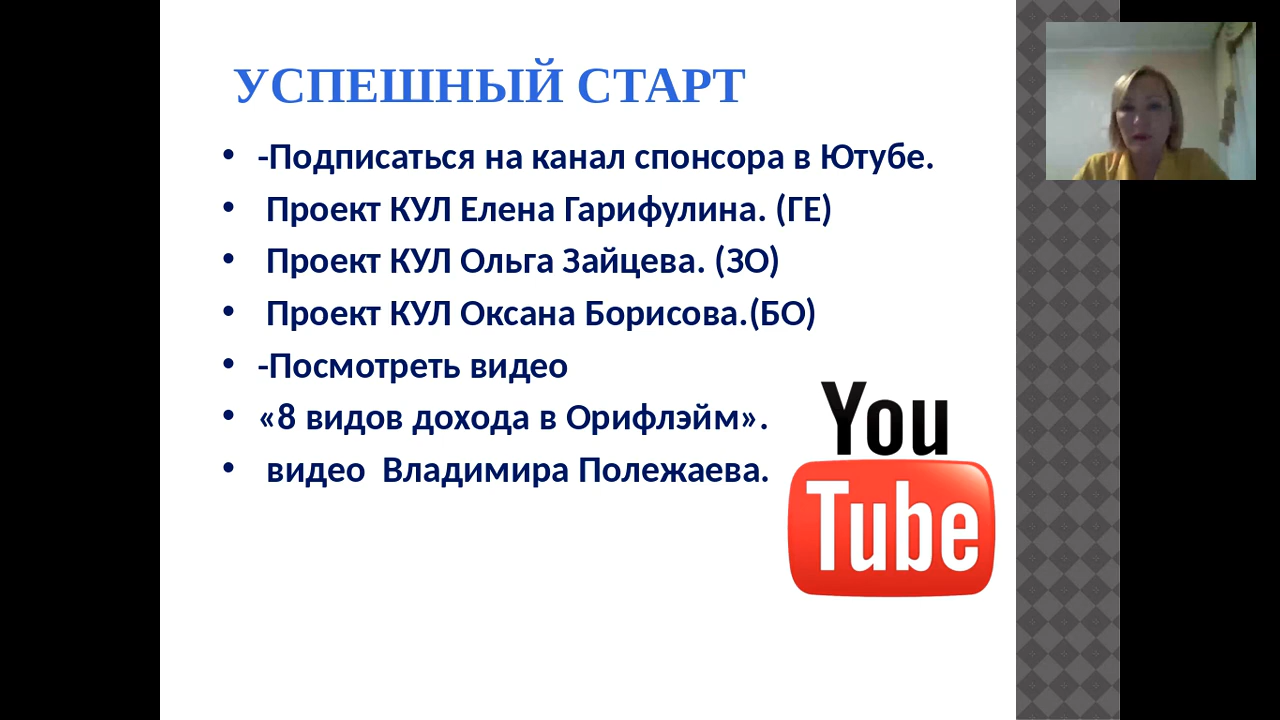 УСПЕШНЫЙ СТАРТ
• -Подписаться на канал спонсора в Ютубе.
• Проект КУЛ Елена Гарифулина. (ГЕ)
• Проект КУЛ Ольга Зайцева. (ЗО)
• Проект КУЛ Оксана Борисова.(БО)
• -Посмотреть видео
• «8 видов дохода в Орифлэйм».
• видео Владимира Полежаева.
You
Tube